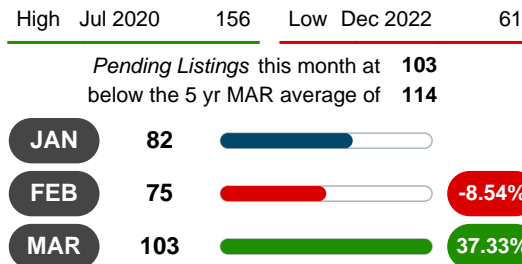 High Jul 2020 156 Low Dec 2022 61
Pending Listings this month at 103
below the 5 yr MAR average of 114
JAN 82
FEB 75 -8.54%
MAR 103 37.33%